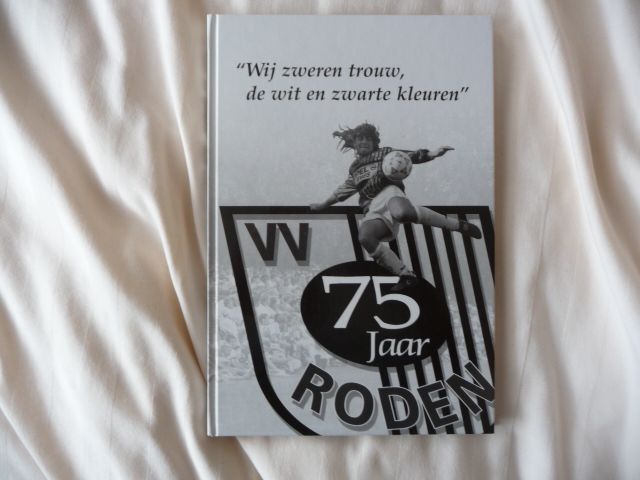 “Wij zweren trouw,
de wit en zwarte kleuren”
VV
75
Jaar
RODEN